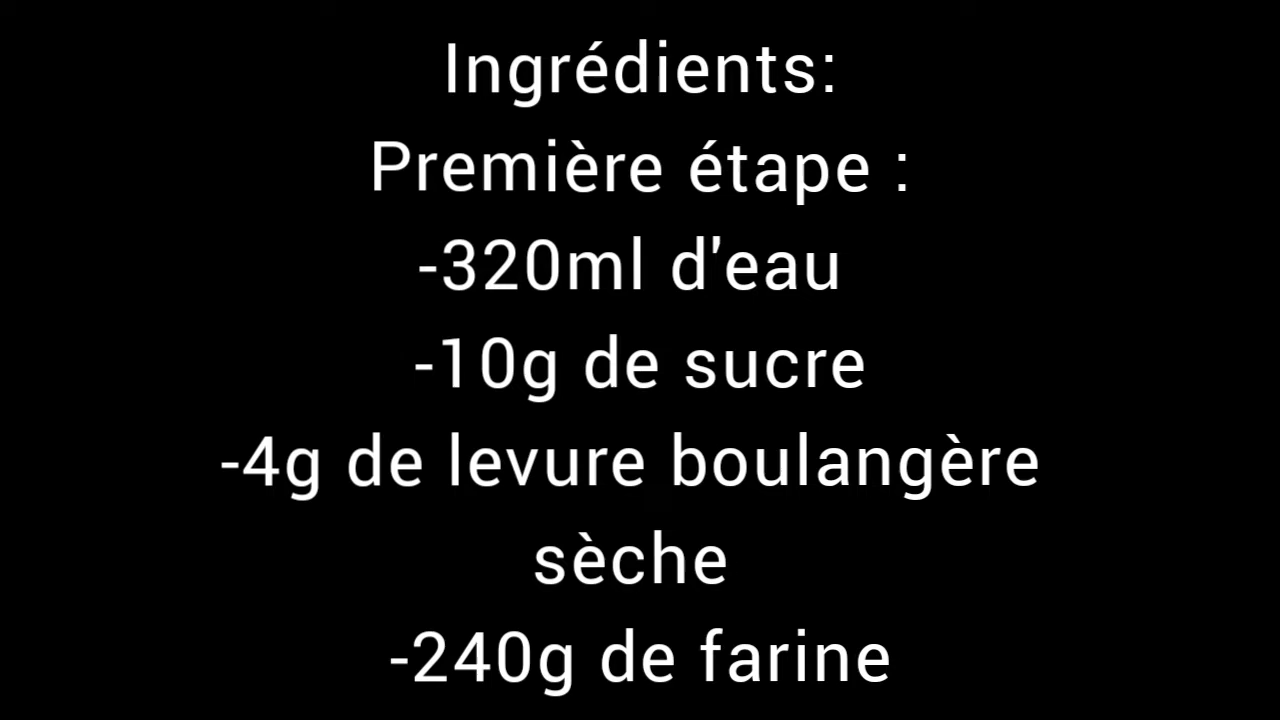 Ingrédients:
Première étape :
-320ml d'eau
-10g de sucre
-4g de levure boulangère
sèche
-240g de farine